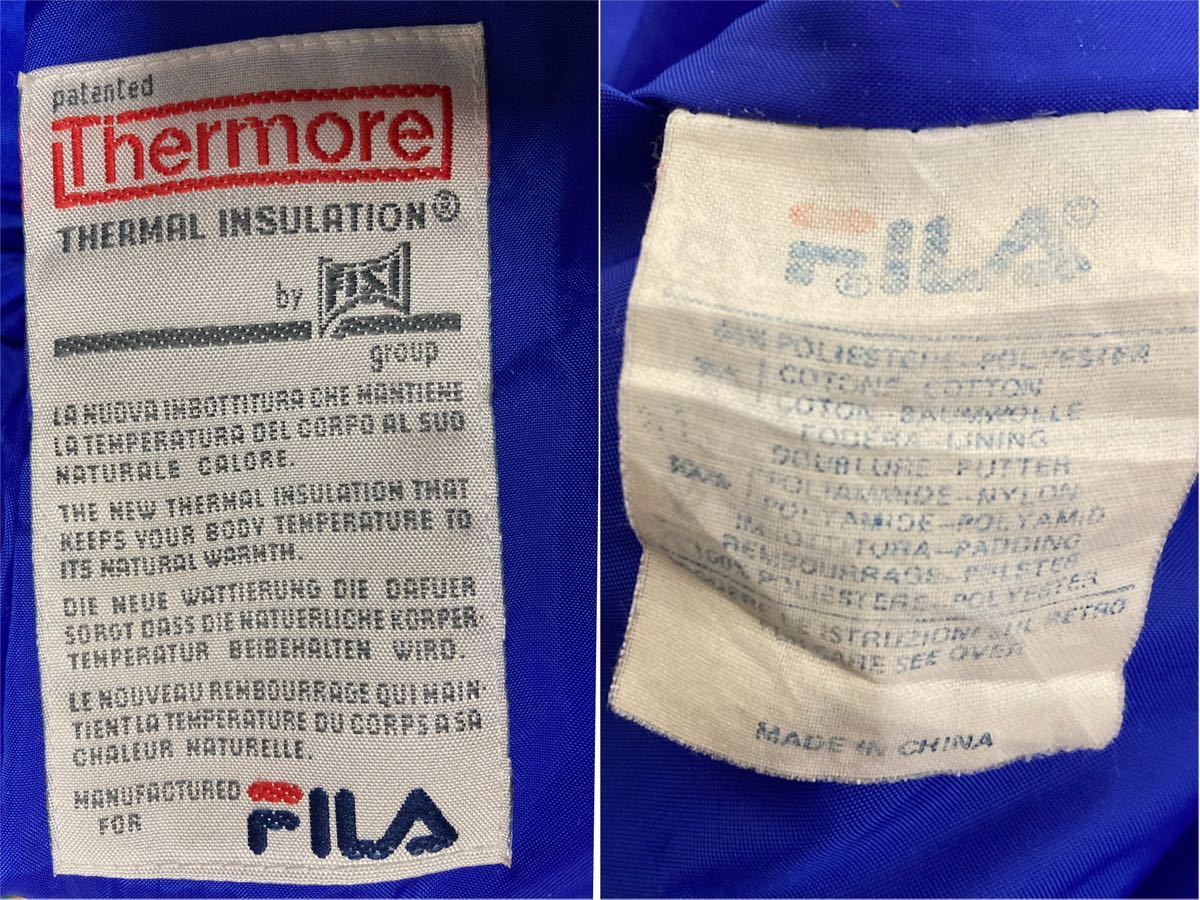 patented
Thermore
THERMAL INSULATION®
by FISI
group
LA NUOVA IMBOTTITURA CHE MANTIENE
LA TEMPERATURA DEL CORPO AL SUO
NATURALE CALORE.
THE NEW THERMAL INSULATION THAT
KEEPS YOUR BODY TEMPERATURE TO
ITS NATURAL WARMTH.
DIE NEUE WATTIERUNG DIE DAFUER
SORGT DASS DIE NATUERLICHE KORPER-
TEMPERATUR BEIBEHALTEN WIRD.
LE NOUVEAU REMBOURRAGE QUI MAIN-
TIENT LA TEMPERATURE DU CORPS A SA
CHALEUR NATURELLE.
MANUFACTURED
FOR
FILA
FILA®
POLIESTERE-POLYESTER
COTONE-COTTON
COTON-BAUMWOLLE
FODERA-LINING
DOUBLURE-FUTTER
100% POLIAMMIDE-NYLON
POLYAMIDE-POLYAMID
IMBOTTITURA-PADDING
REMBOURRAGE-POLSTER
100% POLIESTERE-POLYESTER
LE ISTRUZIONI SUL RETRO
SEE OVER
MADE IN CHINA